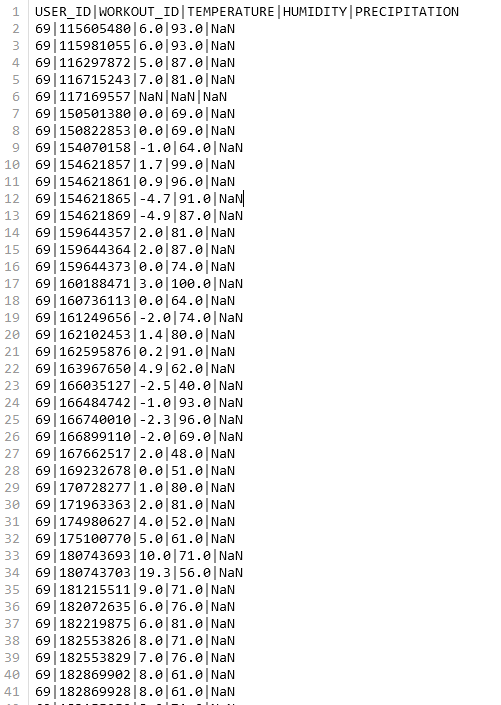 1 USER_ID|WORKOUT_ID|TEMPERATURE|HUMIDITY|PRECIPITATION
2 69|115605480|6.0|93.0|NaN
3 69|115981055|6.0|93.0|NaN
4 69|116297872|5.0|87.0|NaN
5 69|116715243|7.0|81.0|NaN
6 69|117169557|NaN|NaN|NaN
7 69|150501380|0.0|69.0|NaN
8 69|150822853|0.0|69.0|NaN
9 69|154070158|-1.0|64.0|NaN
10 69|154621857|1.7|99.0|NaN
11 69|154621861|0.9|96.0|NaN
12 69|154621865|-4.7|91.0|NaN
13 69|154621869|-4.9|87.0|NaN
14 69|159644357|2.0|81.0|NaN
15 69|159644364|2.0|87.0|NaN
16 69|159644373|0.0|74.0|NaN
17 69|160188471|3.0|100.0|NaN
18 69|160736113|0.0|64.0|NaN
19 69|161249656|-2.0|74.0|NaN
20 69|162102453|1.4|80.0|NaN
21 69|162595876|0.2|91.0|NaN
22 69|163967650|4.9|62.0|NaN
23 69|166035127|-2.5|40.0|NaN
24 69|166484742|-1.0|93.0|NaN
25 69|166740010|-2.3|96.0|NaN
26 69|166899110|-2.0|69.0|NaN
27 69|167662517|2.0|48.0|NaN
28 69|169232678|0.0|51.0|NaN
29 69|170728277|1.0|80.0|NaN
30 69|171963363|2.0|81.0|NaN
31 69|174980627|4.0|52.0|NaN
32 69|175100770|5.0|61.0|NaN
33 69|180743693|10.0|71.0|NaN
34 69|180743703|19.3|56.0|NaN
35 69|181215511|9.0|71.0|NaN
36 69|182072635|6.0|76.0|NaN
37 69|182219875|6.0|81.0|NaN
38 69|182553826|8.0|71.0|NaN
39 69|182553829|7.0|76.0|NaN
40 69|182869902|8.0|61.0|NaN
41 69|182869928|8.0|61.0|NaN